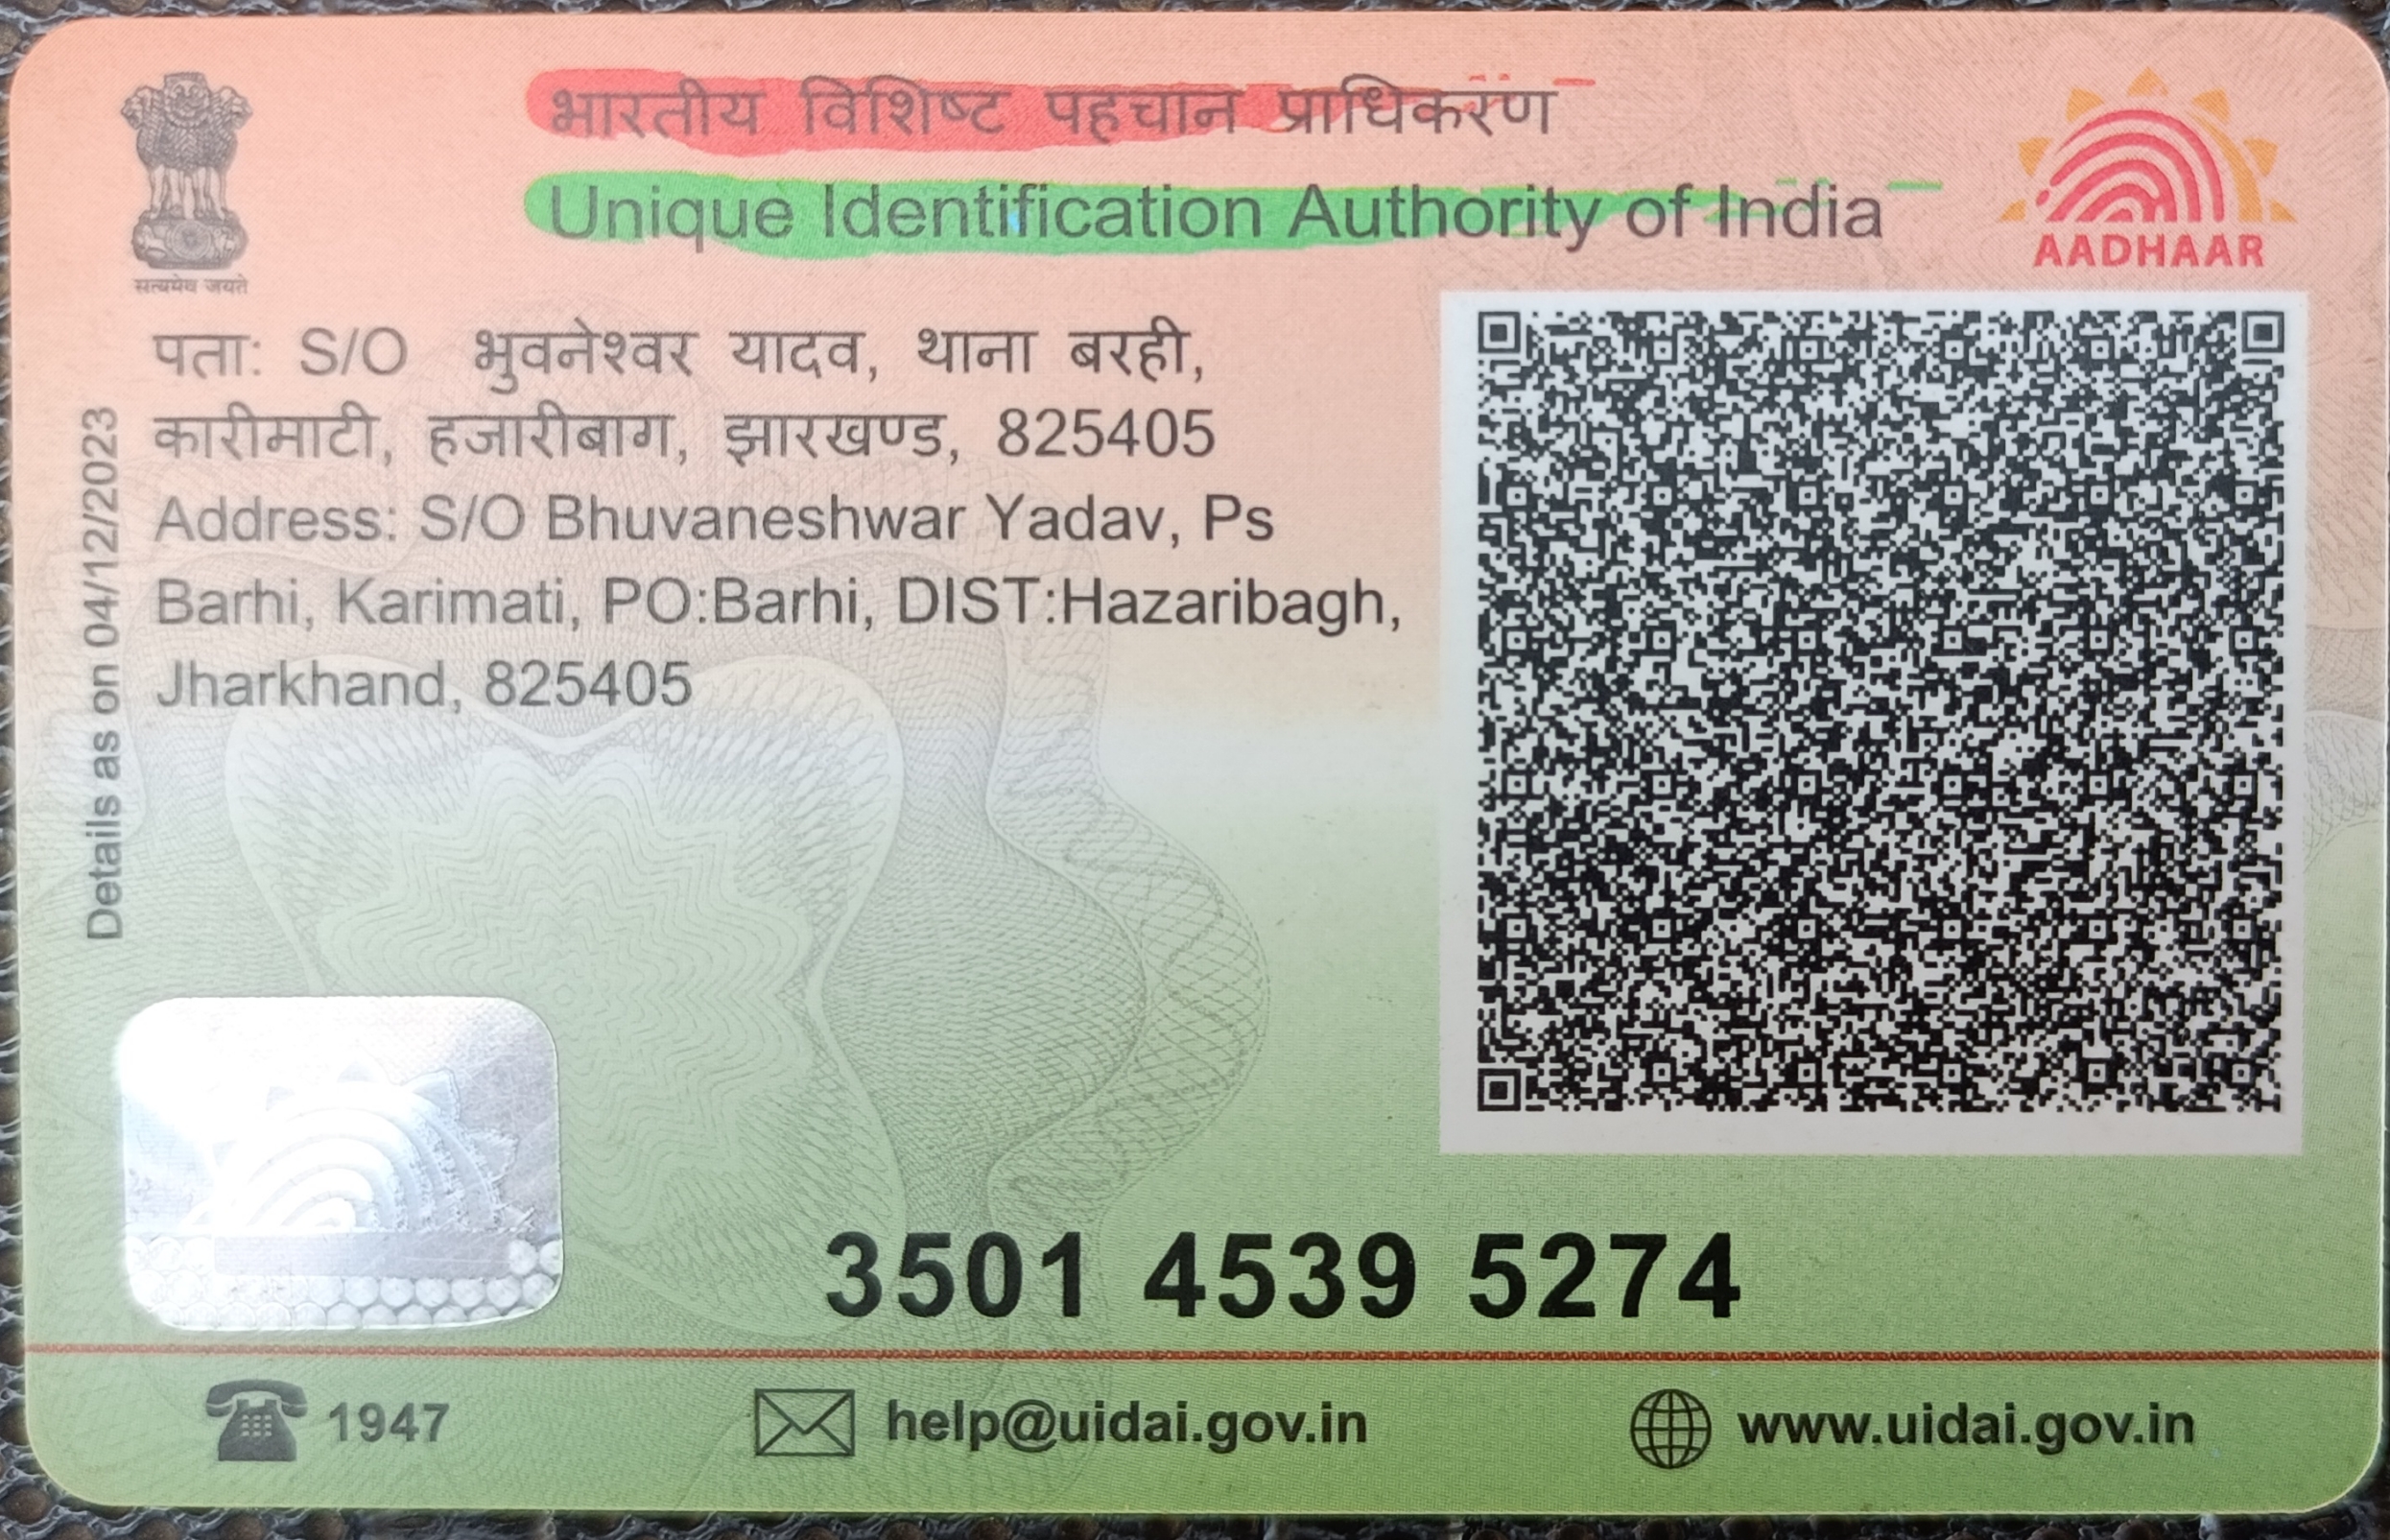 भारतीय विशिष्ट पहचान प्राधिकरण
Unique Identification Authority of India
सत्यमेव जयते
AADHAAR
पता: S/O भुवनेश्वर यादव, थाना बरही,
कारीमाटी, हजारीबाग, झारखण्ड, 825405
Address: S/O Bhuvaneshwar Yadav, Ps
Barhi, Karimati, PO:Barhi, DIST:Hazaribagh,
Jharkhand, 825405
Details as on 04/12/2023
3501 4539 5274
1947
help@uidai.gov.in
www.uidai.gov.in